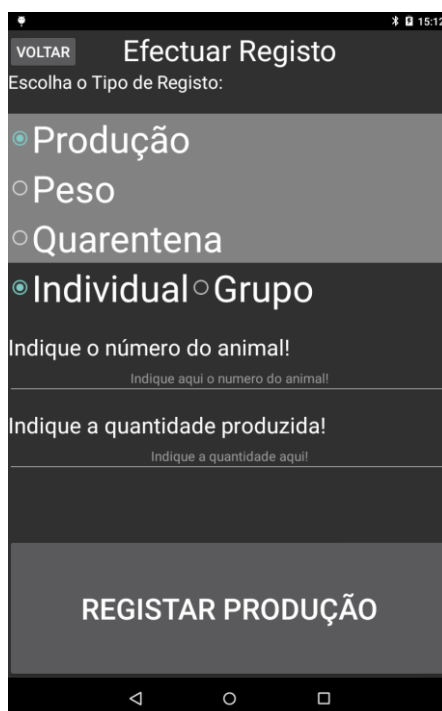 15:12
VOLTAR Efectuar Registo
Escolha o Tipo de Registo:
Produção
Peso
Quarentena
Individual Grupo
Indique o número do animal!
Indique aqui o numero do animal!
Indique a quantidade produzida!
Indique a quantidade aqui!
REGISTAR PRODUÇÃO